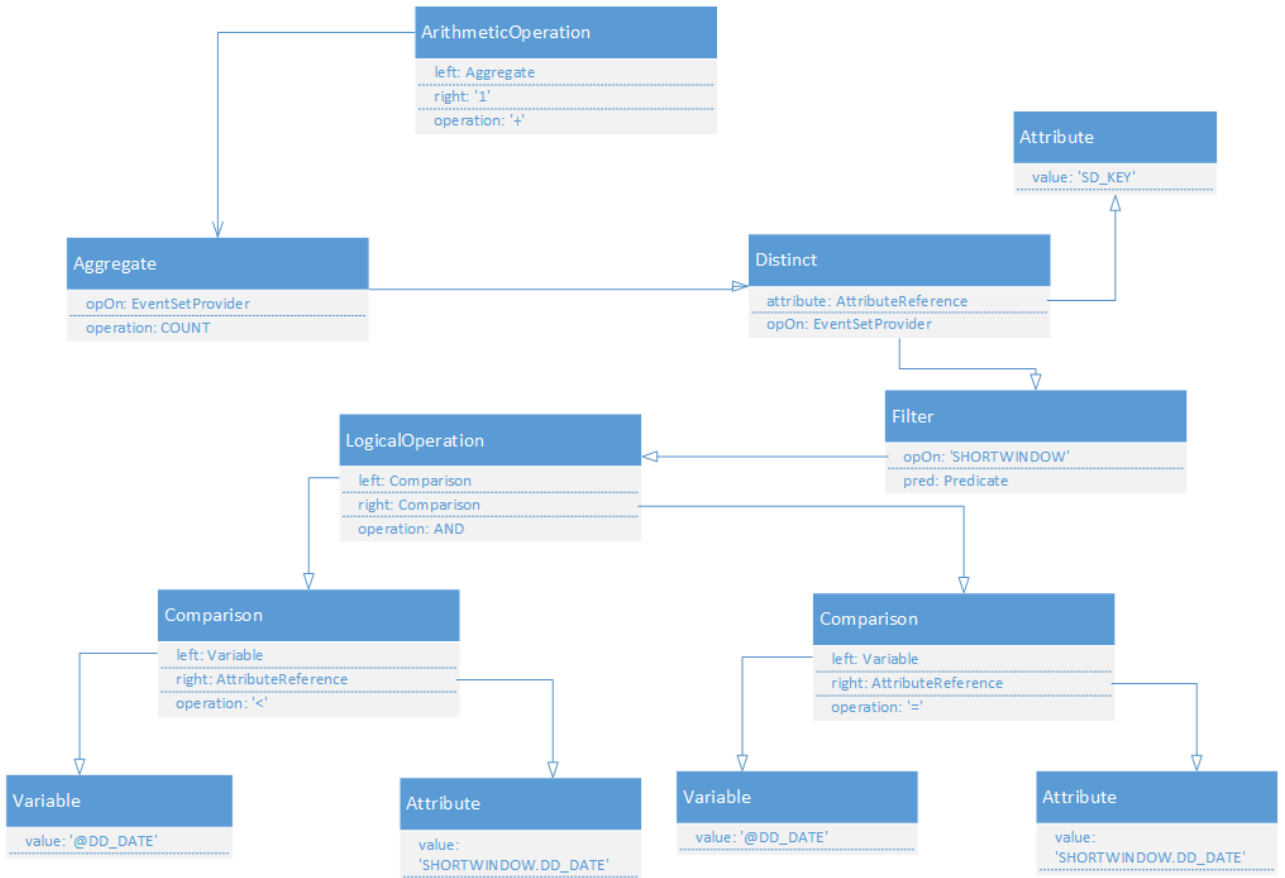 ArithmeticOperation
left: Aggregate
right: '1'
operation: '+'
Attribute
value: 'SD_KEY'
Aggregate
opOn: EventSetProvider
operation: COUNT
Distinct
attribute: AttributeReference
opOn: EventSetProvider
Filter
opOn: 'SHORTWINDOW'
pred: Predicate
LogicalOperation
left: Comparison
right: Comparison
operation: AND
Comparison
left: Variable
right: AttributeReference
operation: '<'
Comparison
left: Variable
right: AttributeReference
operation: '='
Variable
value: '@DD_DATE'
Attribute
value:
'SHORTWINDOW.DD_DATE'
Variable
value: '@DD_DATE'
Attribute
value:
'SHORTWINDOW.DD_DATE'